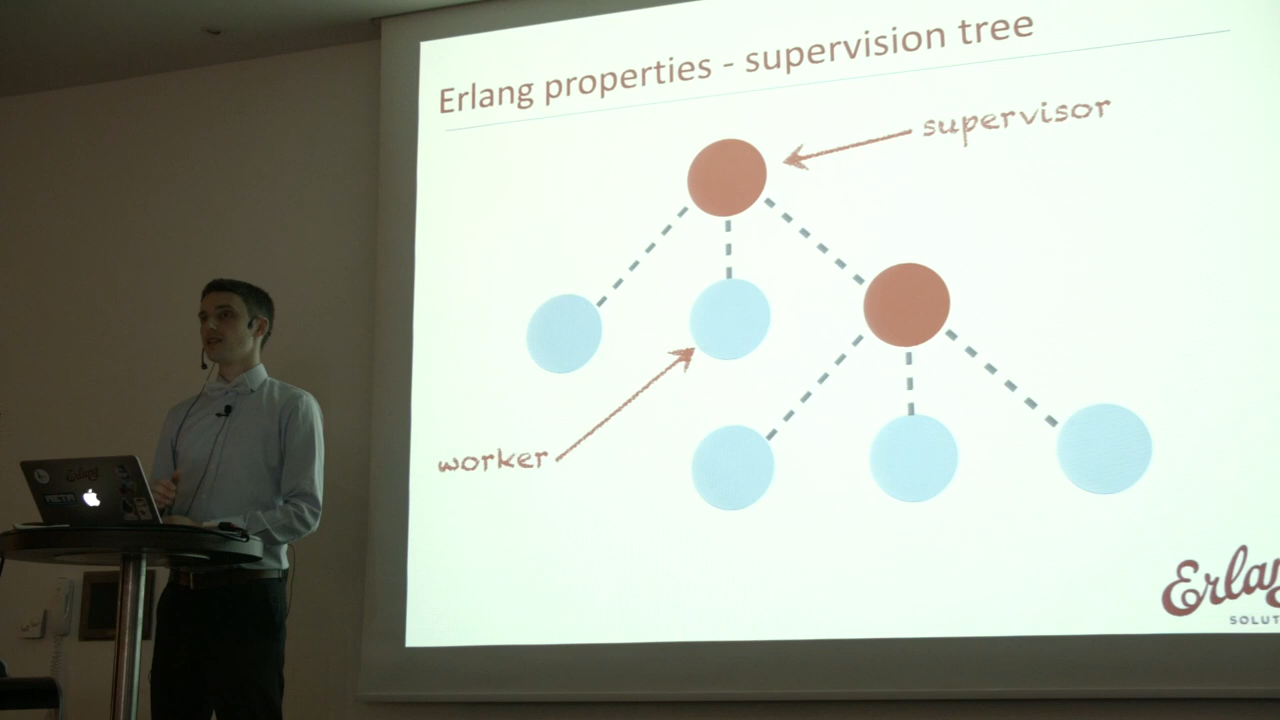 Erlang properties - supervision tree
supervisor
worker
Erlang
SOLUT